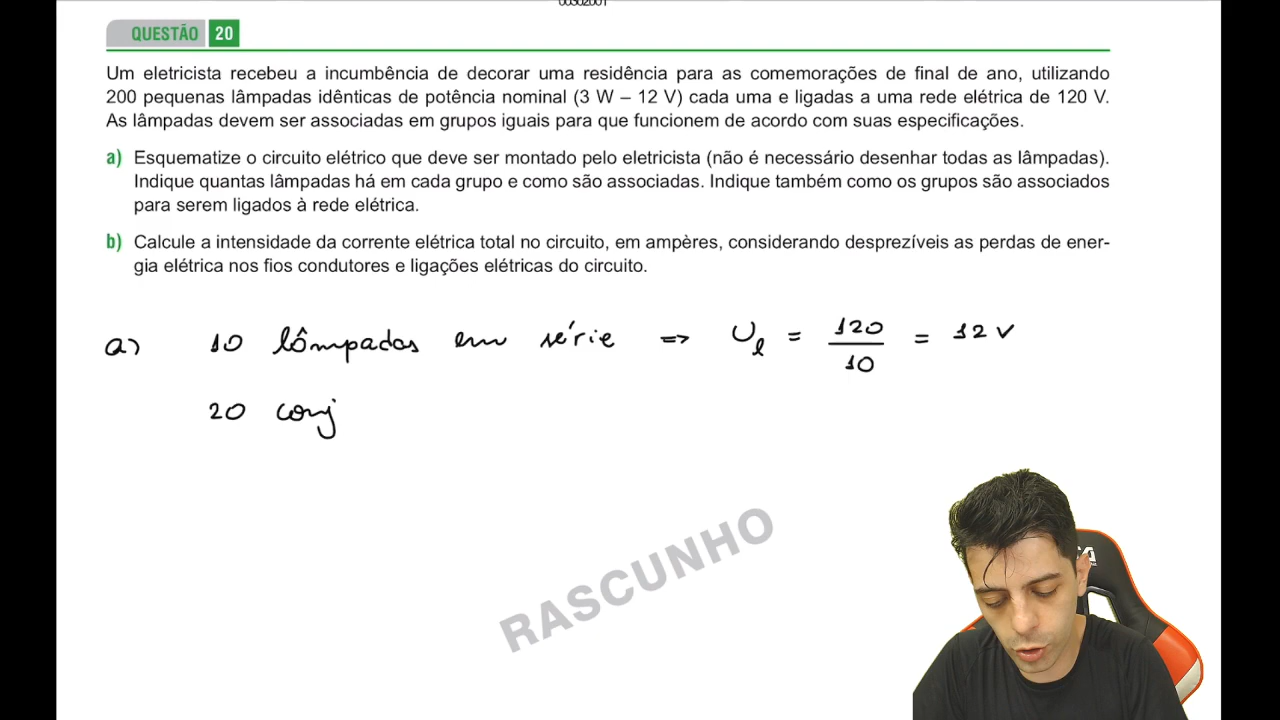 QUESTÃO 20
Um eletricista recebeu a incumbência de decorar uma residência para as comemorações de final de ano, utilizando
200 pequenas lâmpadas idênticas de potência nominal (3 W – 12 V) cada uma e ligadas a uma rede elétrica de 120 V.
As lâmpadas devem ser associadas em grupos iguais para que funcionem de acordo com suas especificações.
a) Esquematize o circuito elétrico que deve ser montado pelo eletricista (não é necessário desenhar todas as lâmpadas).
Indique quantas lâmpadas há em cada grupo e como são associadas. Indique também como os grupos são associados
para serem ligados à rede elétrica.
b) Calcule a intensidade da corrente elétrica total no circuito, em ampères, considerando desprezíveis as perdas de ener-
gia elétrica nos fios condutores e ligações elétricas do circuito.
a) 10 lâmpadas em série => Uℓ = 120/10 = 12 V
20 conj
RASCUNHO